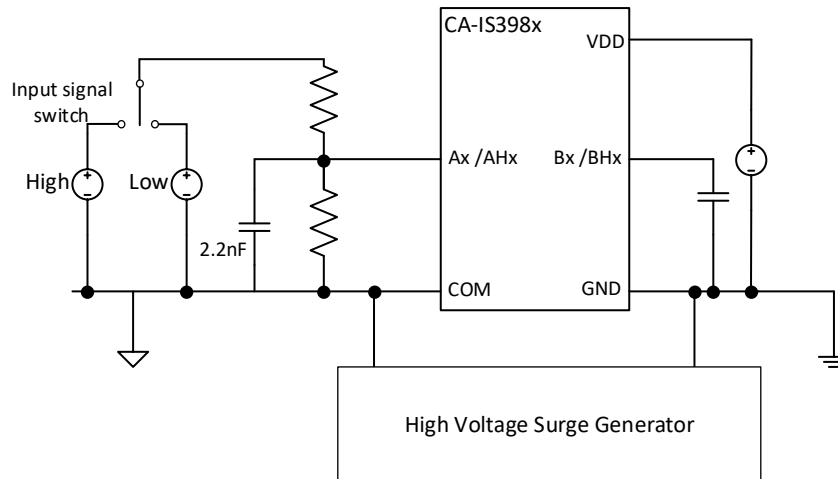 CA-IS398x
VDD
Input signal
switch
Ax /AHx
Bx /BHx
High
Low
2.2nF
COM
GND
High Voltage Surge Generator